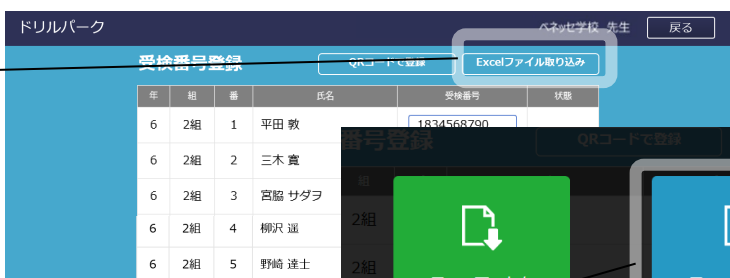 ドリルパーク
ベネッセ学校 先生 戻る
受検番号登録 QRコードで登録 Excelファイル取り込み
年 組 番 氏名 受検番号 状態
6 2組 1 平田 敦 1834568790
6 2組 2 三木 寛
6 2組 3 宮脇 サダヲ
6 2組 4 柳沢 遥
6 2組 5 野崎 達士
番号登録 QRコードで登録
組
2組
2組